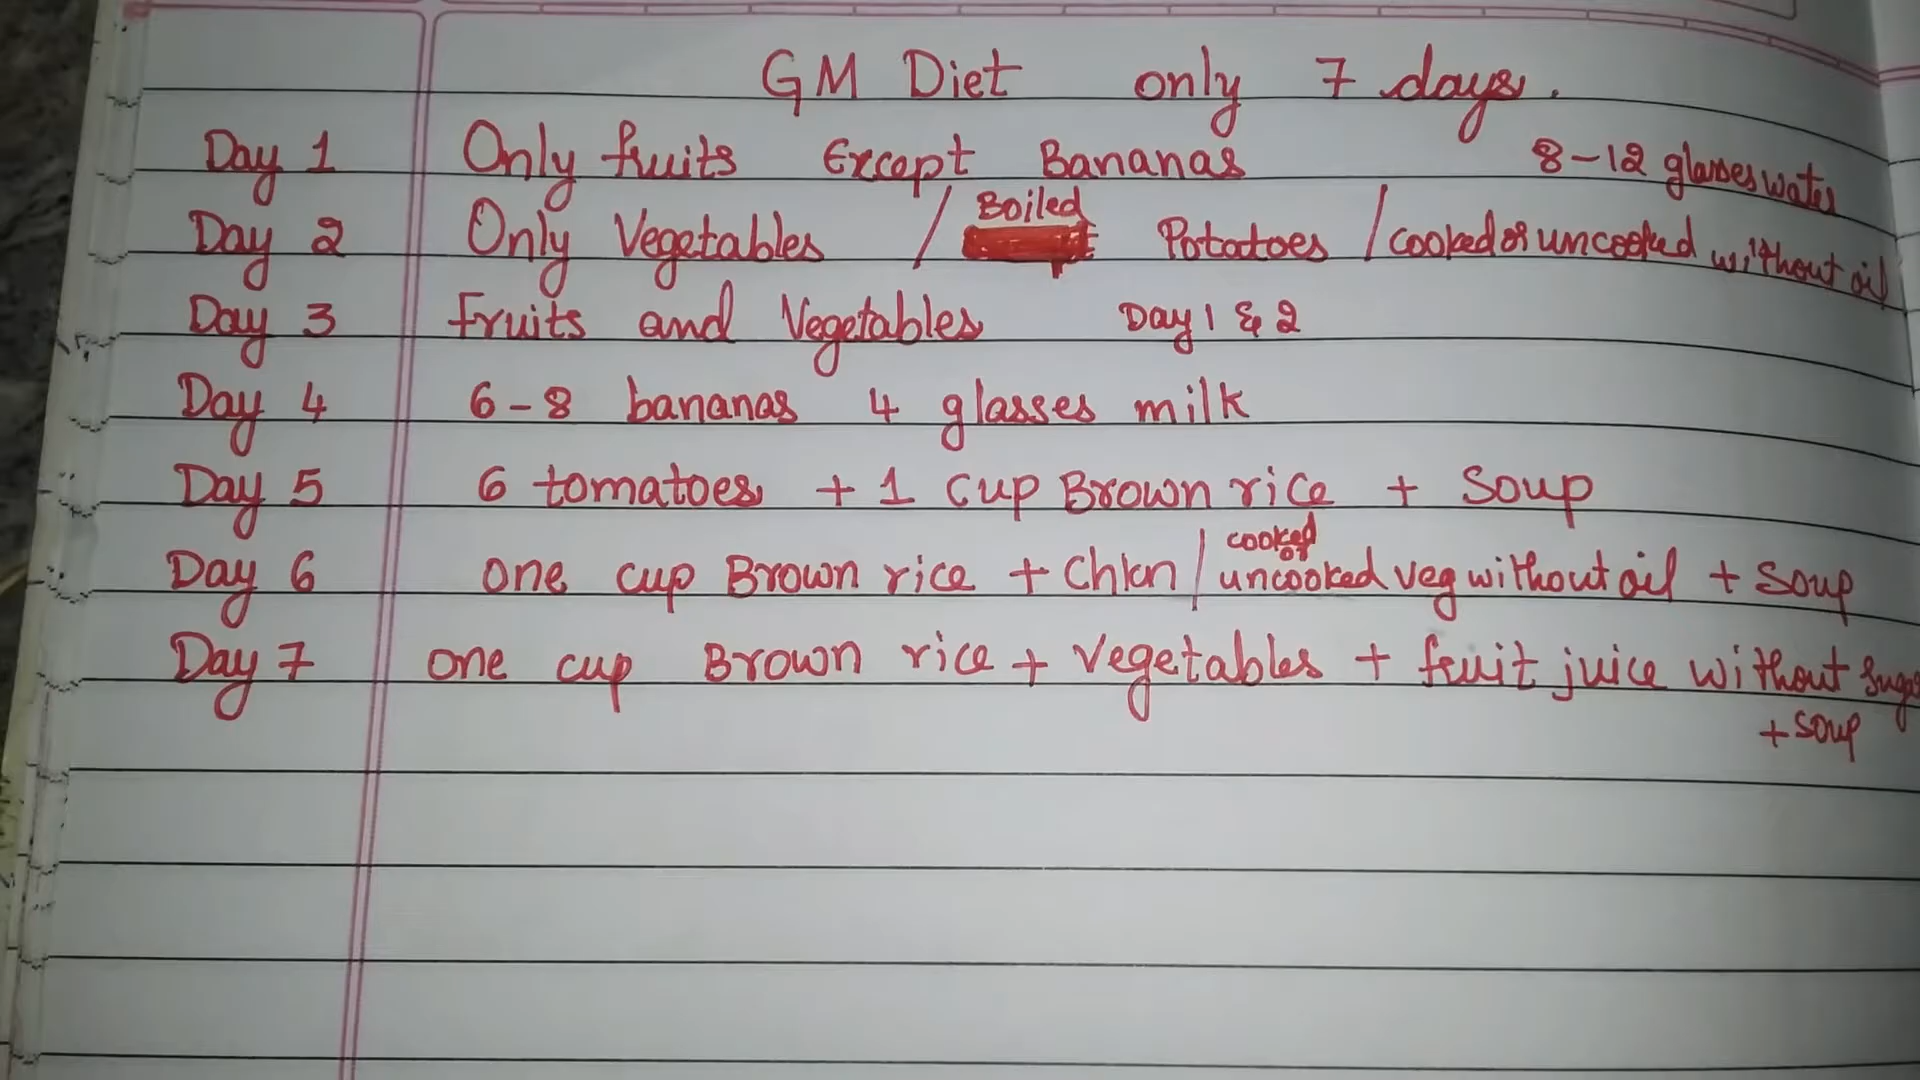 GM Diet only 7 days.
Day 1 Only fruits Except Bananas 8-12 glasses water
Day 2 Only Vegetables / Boiled Potatoes / cooked or uncooked without oil
Day 3 Fruits and Vegetables Day 1 & 2
Day 4 6-8 bananas 4 glasses milk
Day 5 6 tomatoes + 1 cup Brown rice + Soup
Day 6 one cup Brown rice + Chkn / cooked or uncooked veg without oil + Soup
Day 7 one cup Brown rice + Vegetables + fruit juice without Sugar
+ soup